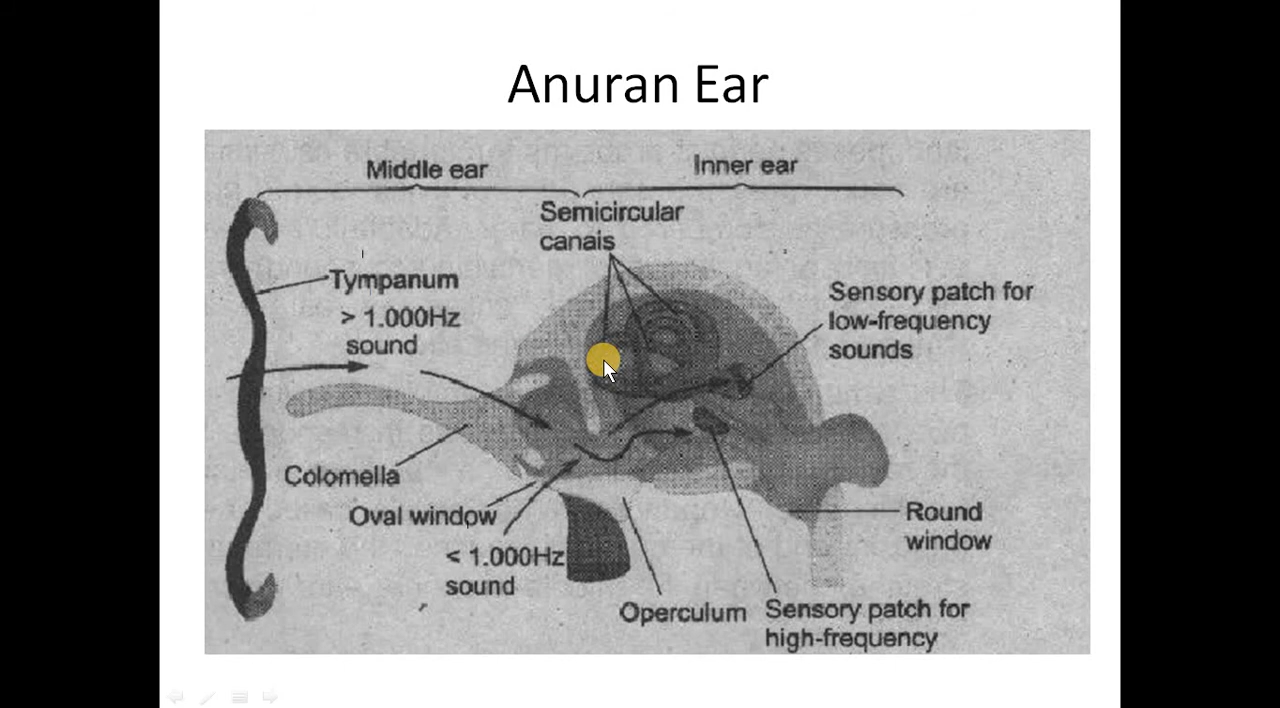 Anuran Ear
Middle ear
Inner ear
Semicircular
canais
Tympanum
> 1.000Hz
sound
Sensory patch for
low-frequency
sounds
Colomella
Oval window
< 1.000Hz
sound
Operculum
Sensory patch for
high-frequency
Round
window